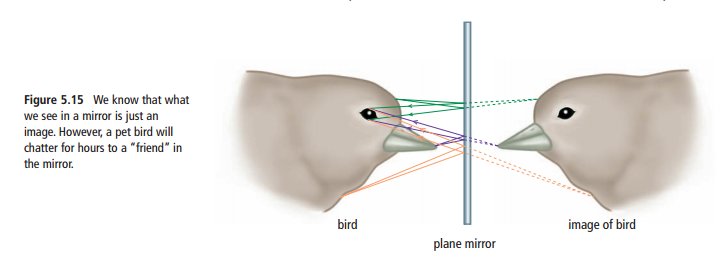 Figure 5.15 We know that what
we see in a mirror is just an
image. However, a pet bird will
chatter for hours to a "friend" in
the mirror.
bird
image of bird
plane mirror